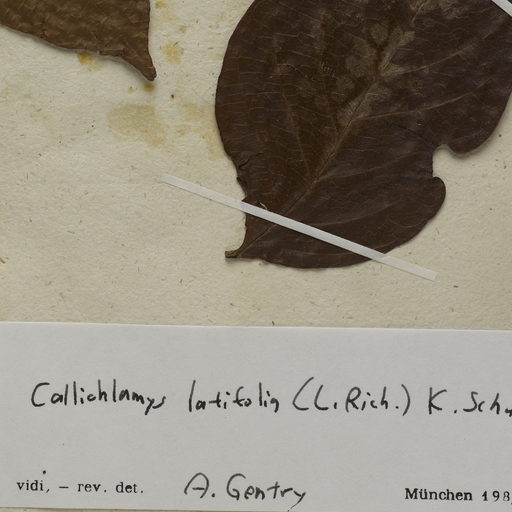 Callichlamys latifolia (L.Rich.) K. Sch
vidi, – rev. det. A. Gentry München 198